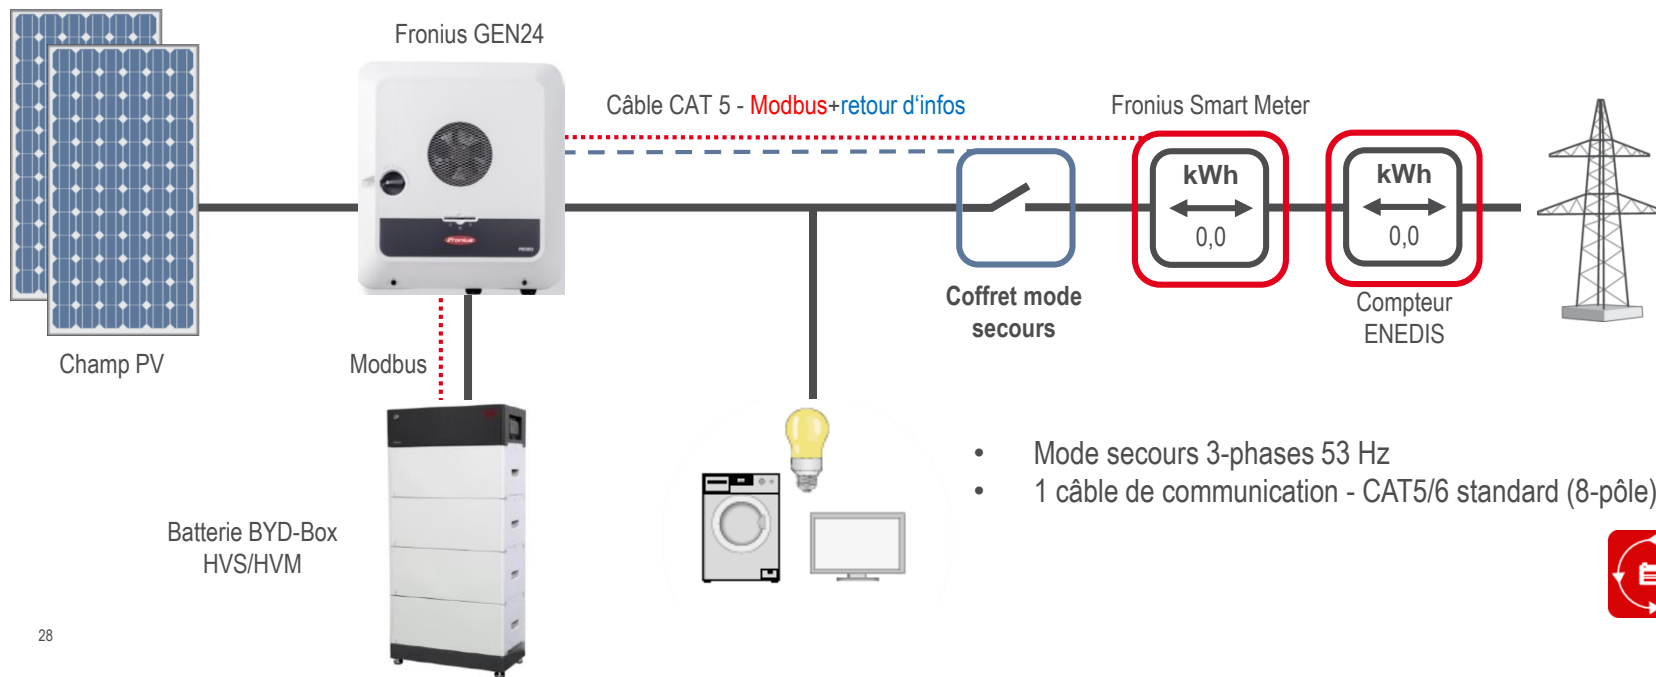 Fronius GEN24
Câble CAT 5 - Modbus+retour d‘infos
Fronius Smart Meter
kWh
0,0
kWh
0,0
Fronius
Coffret mode
secours
Compteur
ENEDIS
Champ PV
Modbus
Batterie BYD-Box
HVS/HVM
• Mode secours 3-phases 53 Hz
• 1 câble de communication - CAT5/6 standard (8-pôle)
28